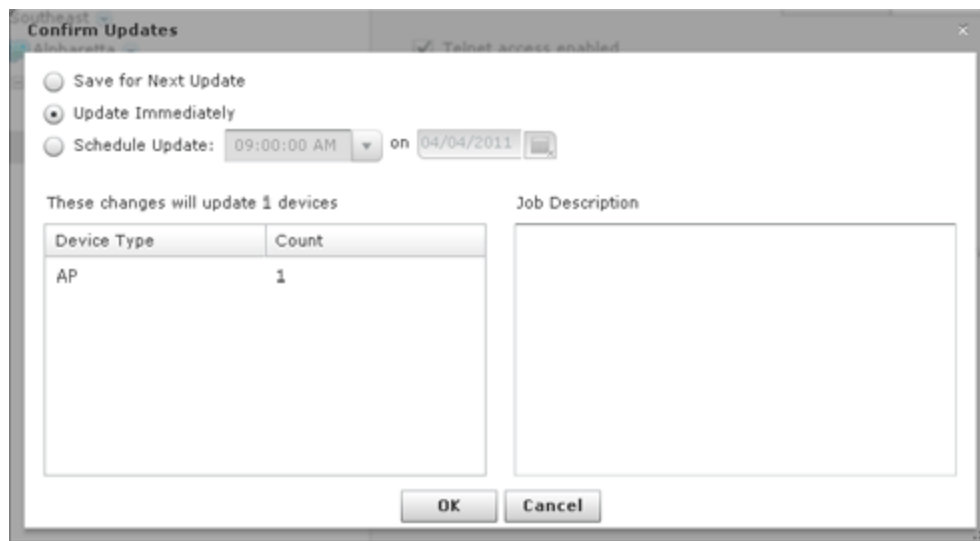 Southeast
Confirm Updates
Alpharetta
Telnet access enabled
Save for Next Update
Update Immediately
Schedule Update: 09:00:00 AM on 04/04/2011
These changes will update 1 devices
Job Description
Device Type Count
AP 1
OK Cancel